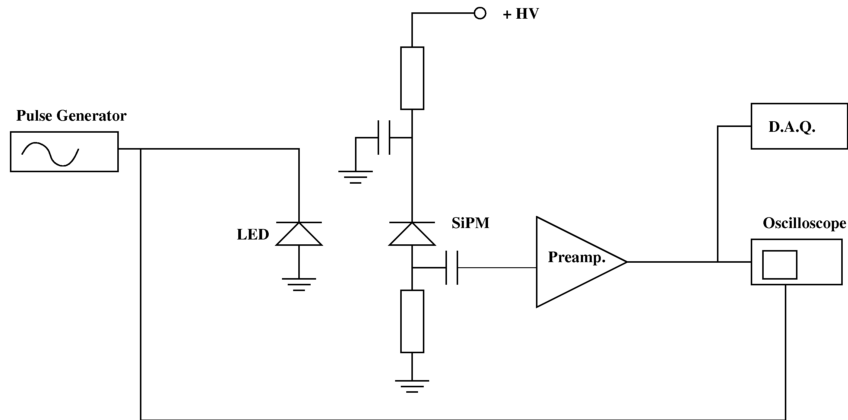 + HV
Pulse Generator
D.A.Q.
LED
SiPM
Oscilloscope
Preamp.